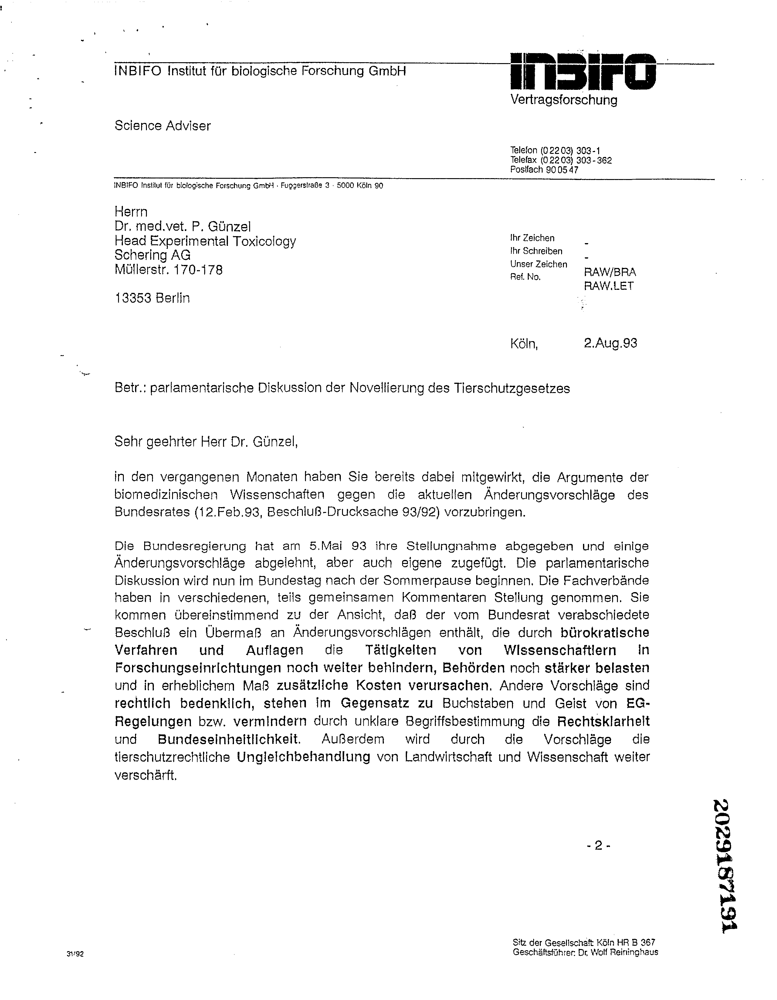 INBIFO Institut für biologische Forschung GmbH
INBIFO
Vertragsforschung
Science Adviser
Telefon (0 22 03) 303-1
Telefax (0 22 03) 303 - 362
Postfach 90 05 47
INBIFO Institut für biologische Forschung GmbH · Fuggerstraße 3 · 5000 Köln 90
Herrn
Dr. med.vet. P. Günzel
Head Experimental Toxicology
Schering AG
Müllerstr. 170-178
13353 Berlin
Ihr Zeichen -
Ihr Schreiben -
Unser Zeichen RAW/BRA
Ref. No. RAW.LET
Köln, 2.Aug.93
Betr.: parlamentarische Diskussion der Novellierung des Tierschutzgesetzes
Sehr geehrter Herr Dr. Günzel,
in den vergangenen Monaten haben Sie bereits dabei mitgewirkt, die Argumente der
biomedizinischen Wissenschaften gegen die aktuellen Änderungsvorschläge des
Bundesrates (12.Feb.93, Beschluß-Drucksache 93/92) vorzubringen.
Die Bundesregierung hat am 5.Mai 93 ihre Stellungnahme abgegeben und einige
Änderungsvorschläge abgelehnt, aber auch eigene zugefügt. Die parlamentarische
Diskussion wird nun im Bundestag nach der Sommerpause beginnen. Die Fachverbände
haben in verschiedenen, teils gemeinsamen Kommentaren Stellung genommen. Sie
kommen übereinstimmend zu der Ansicht, daß der vom Bundesrat verabschiedete
Beschluß ein Übermaß an Änderungsvorschlägen enthält, die durch bürokratische
Verfahren und Auflagen die Tätigkeiten von Wissenschaftlern in
Forschungseinrichtungen noch weiter behindern, Behörden noch stärker belasten
und in erheblichem Maß zusätzliche Kosten verursachen. Andere Vorschläge sind
rechtlich bedenklich, stehen im Gegensatz zu Buchstaben und Geist von EG-
Regelungen bzw. vermindern durch unklare Begriffsbestimmung die Rechtsklarheit
und Bundeseinheitlichkeit. Außerdem wird durch die Vorschläge die
tierschutzrechtliche Ungleichbehandlung von Landwirtschaft und Wissenschaft weiter
verschärft.
- 2 -
2029187191
Sitz der Gesellschaft: Köln HR B 367
Geschäftsführer: Dr. Wolf Reininghaus
31/92